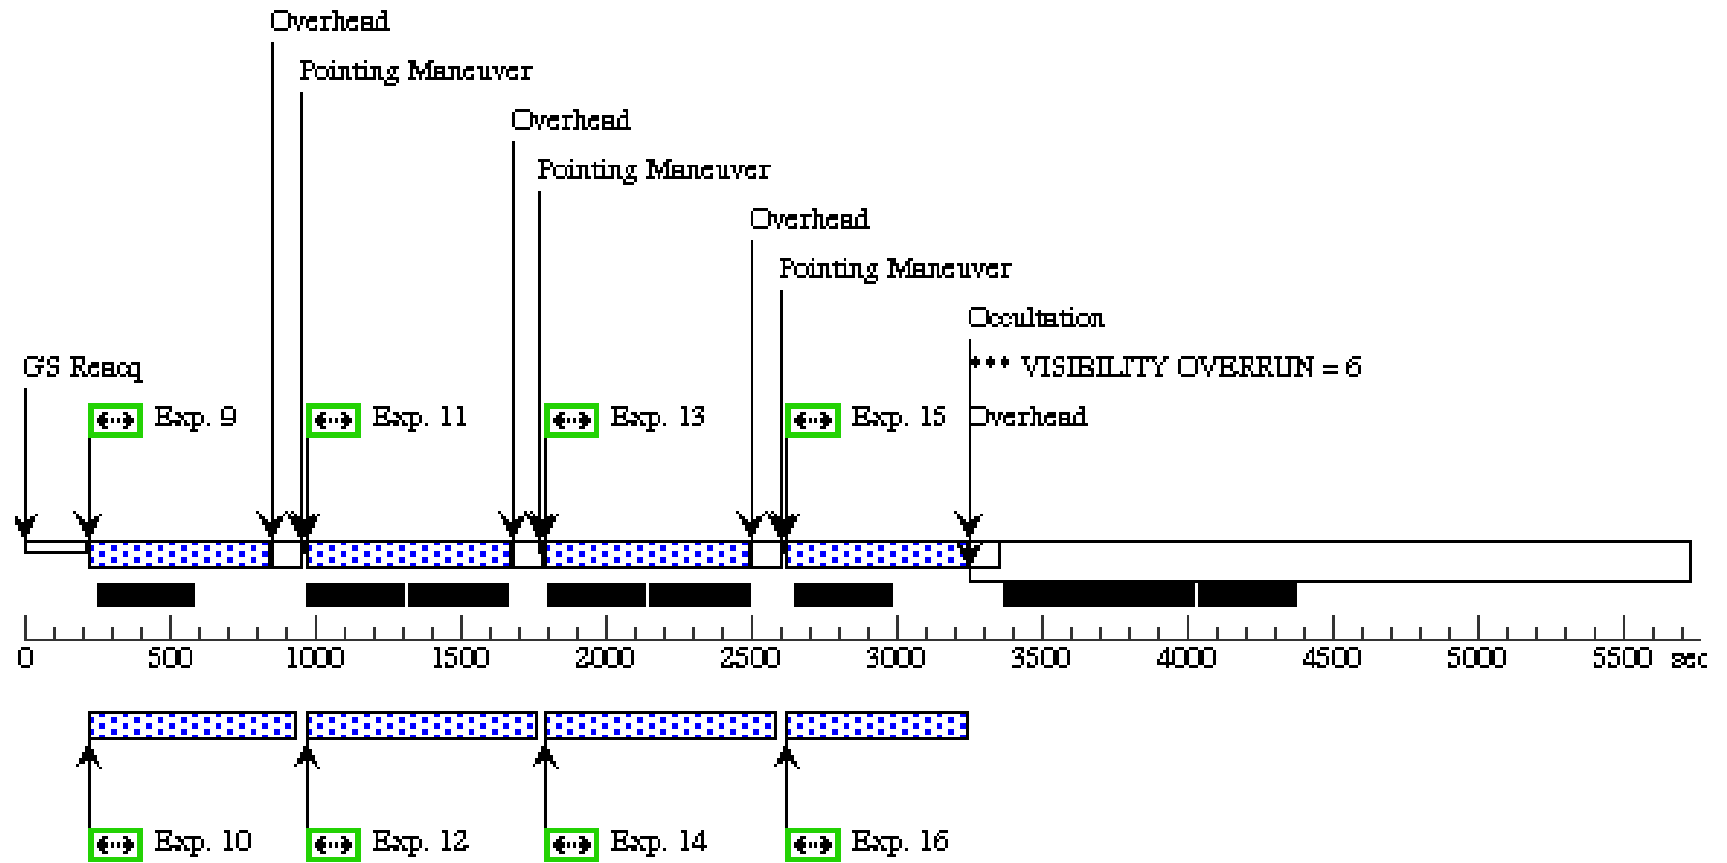 Overhead
Pointing Maneuver
Overhead
Pointing Maneuver
Overhead
Pointing Maneuver
Occultation
GS Reacq
*** VISIBILITY OVERRUN = 6
Exp. 9 Exp. 11 Exp. 13 Exp. 15 Overhead
0 500 1000 1500 2000 2500 3000 3500 4000 4500 5000 5500 sec
Exp. 10 Exp. 12 Exp. 14 Exp. 16